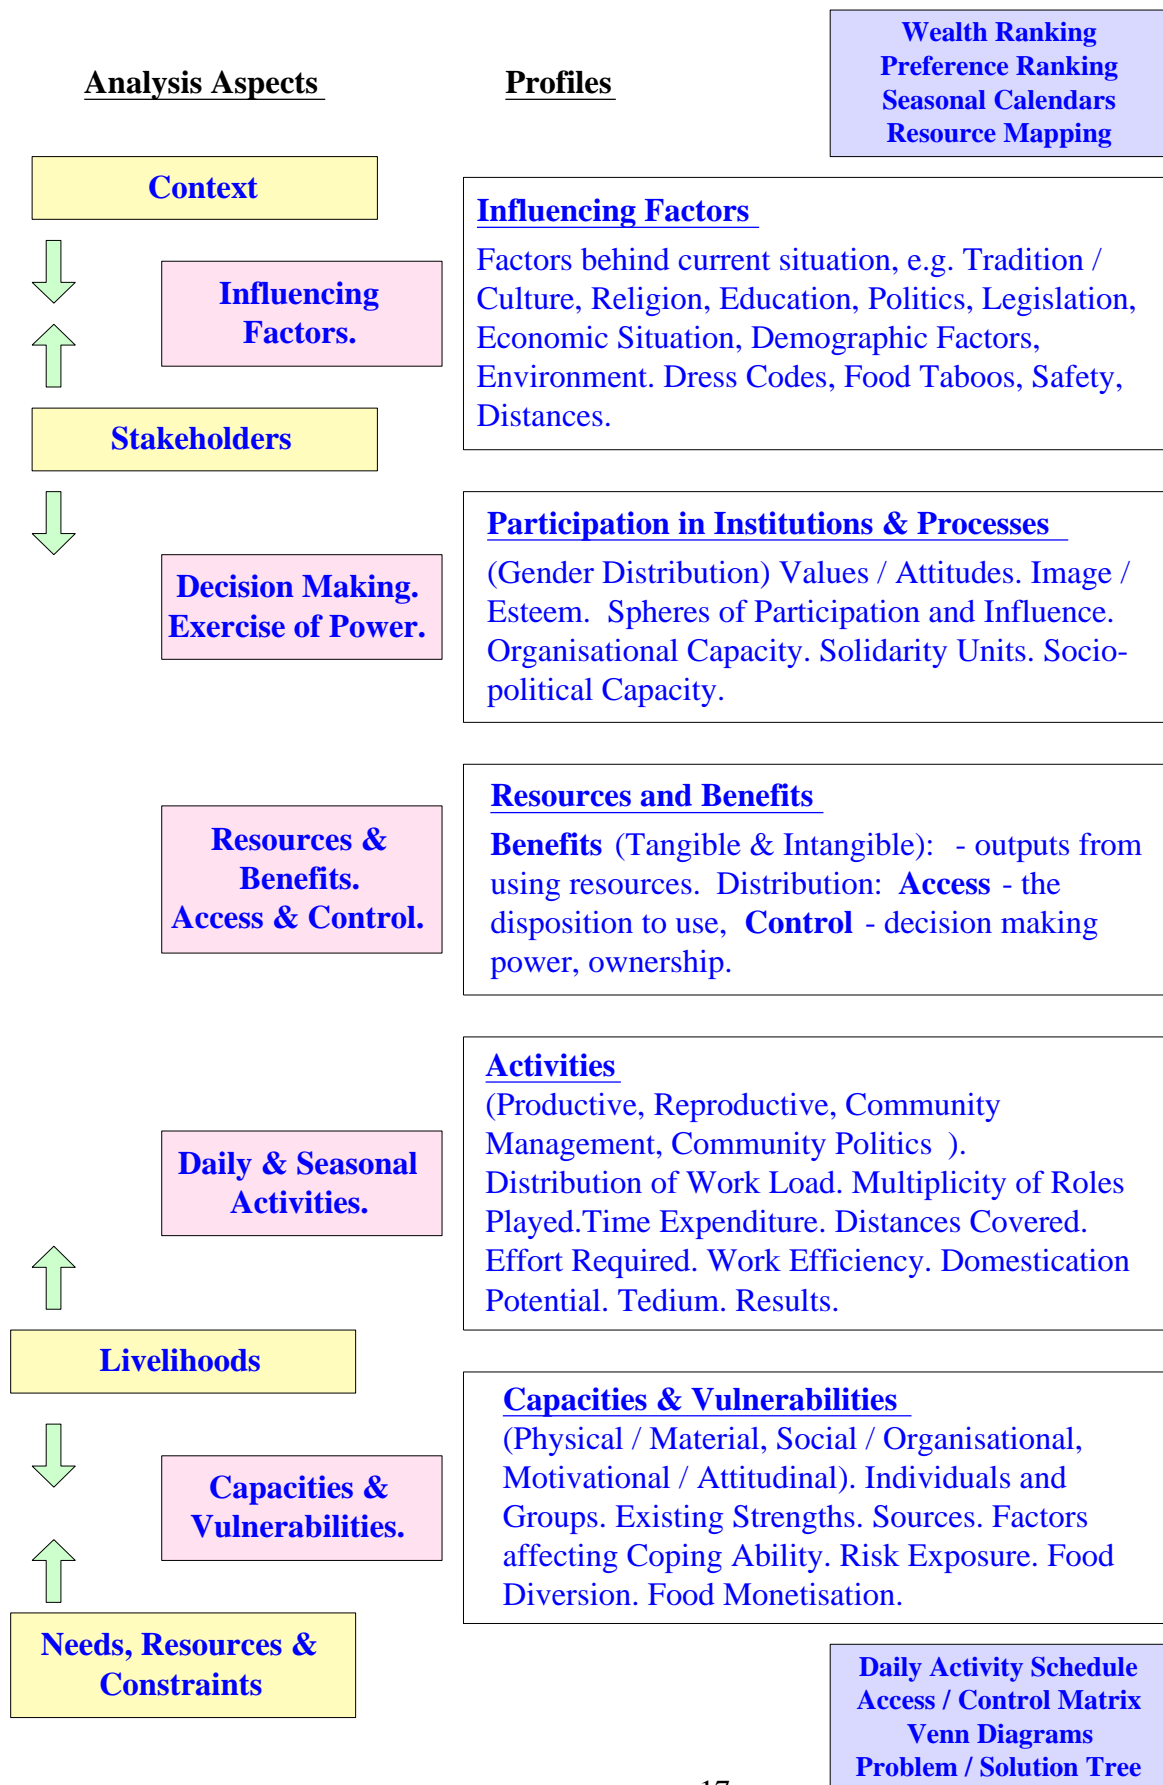 Wealth Ranking
Preference Ranking
Seasonal Calendars
Resource Mapping
Analysis Aspects
Profiles
Context
Influencing
Factors.
Stakeholders
Influencing Factors
Factors behind current situation, e.g. Tradition /
Culture, Religion, Education, Politics, Legislation,
Economic Situation, Demographic Factors,
Environment. Dress Codes, Food Taboos, Safety,
Distances.
Decision Making.
Exercise of Power.
Participation in Institutions & Processes
(Gender Distribution) Values / Attitudes. Image /
Esteem. Spheres of Participation and Influence.
Organisational Capacity. Solidarity Units. Socio-
political Capacity.
Resources &
Benefits.
Access & Control.
Resources and Benefits
Benefits (Tangible & Intangible): - outputs from
using resources. Distribution: Access - the
disposition to use, Control - decision making
power, ownership.
Daily & Seasonal
Activities.
Activities
(Productive, Reproductive, Community
Management, Community Politics ).
Distribution of Work Load. Multiplicity of Roles
Played.Time Expenditure. Distances Covered.
Effort Required. Work Efficiency. Domestication
Potential. Tedium. Results.
Livelihoods
Capacities &
Vulnerabilities.
Capacities & Vulnerabilities
(Physical / Material, Social / Organisational,
Motivational / Attitudinal). Individuals and
Groups. Existing Strengths. Sources. Factors
affecting Coping Ability. Risk Exposure. Food
Diversion. Food Monetisation.
Needs, Resources &
Constraints
Daily Activity Schedule
Access / Control Matrix
Venn Diagrams
Problem / Solution Tree
17